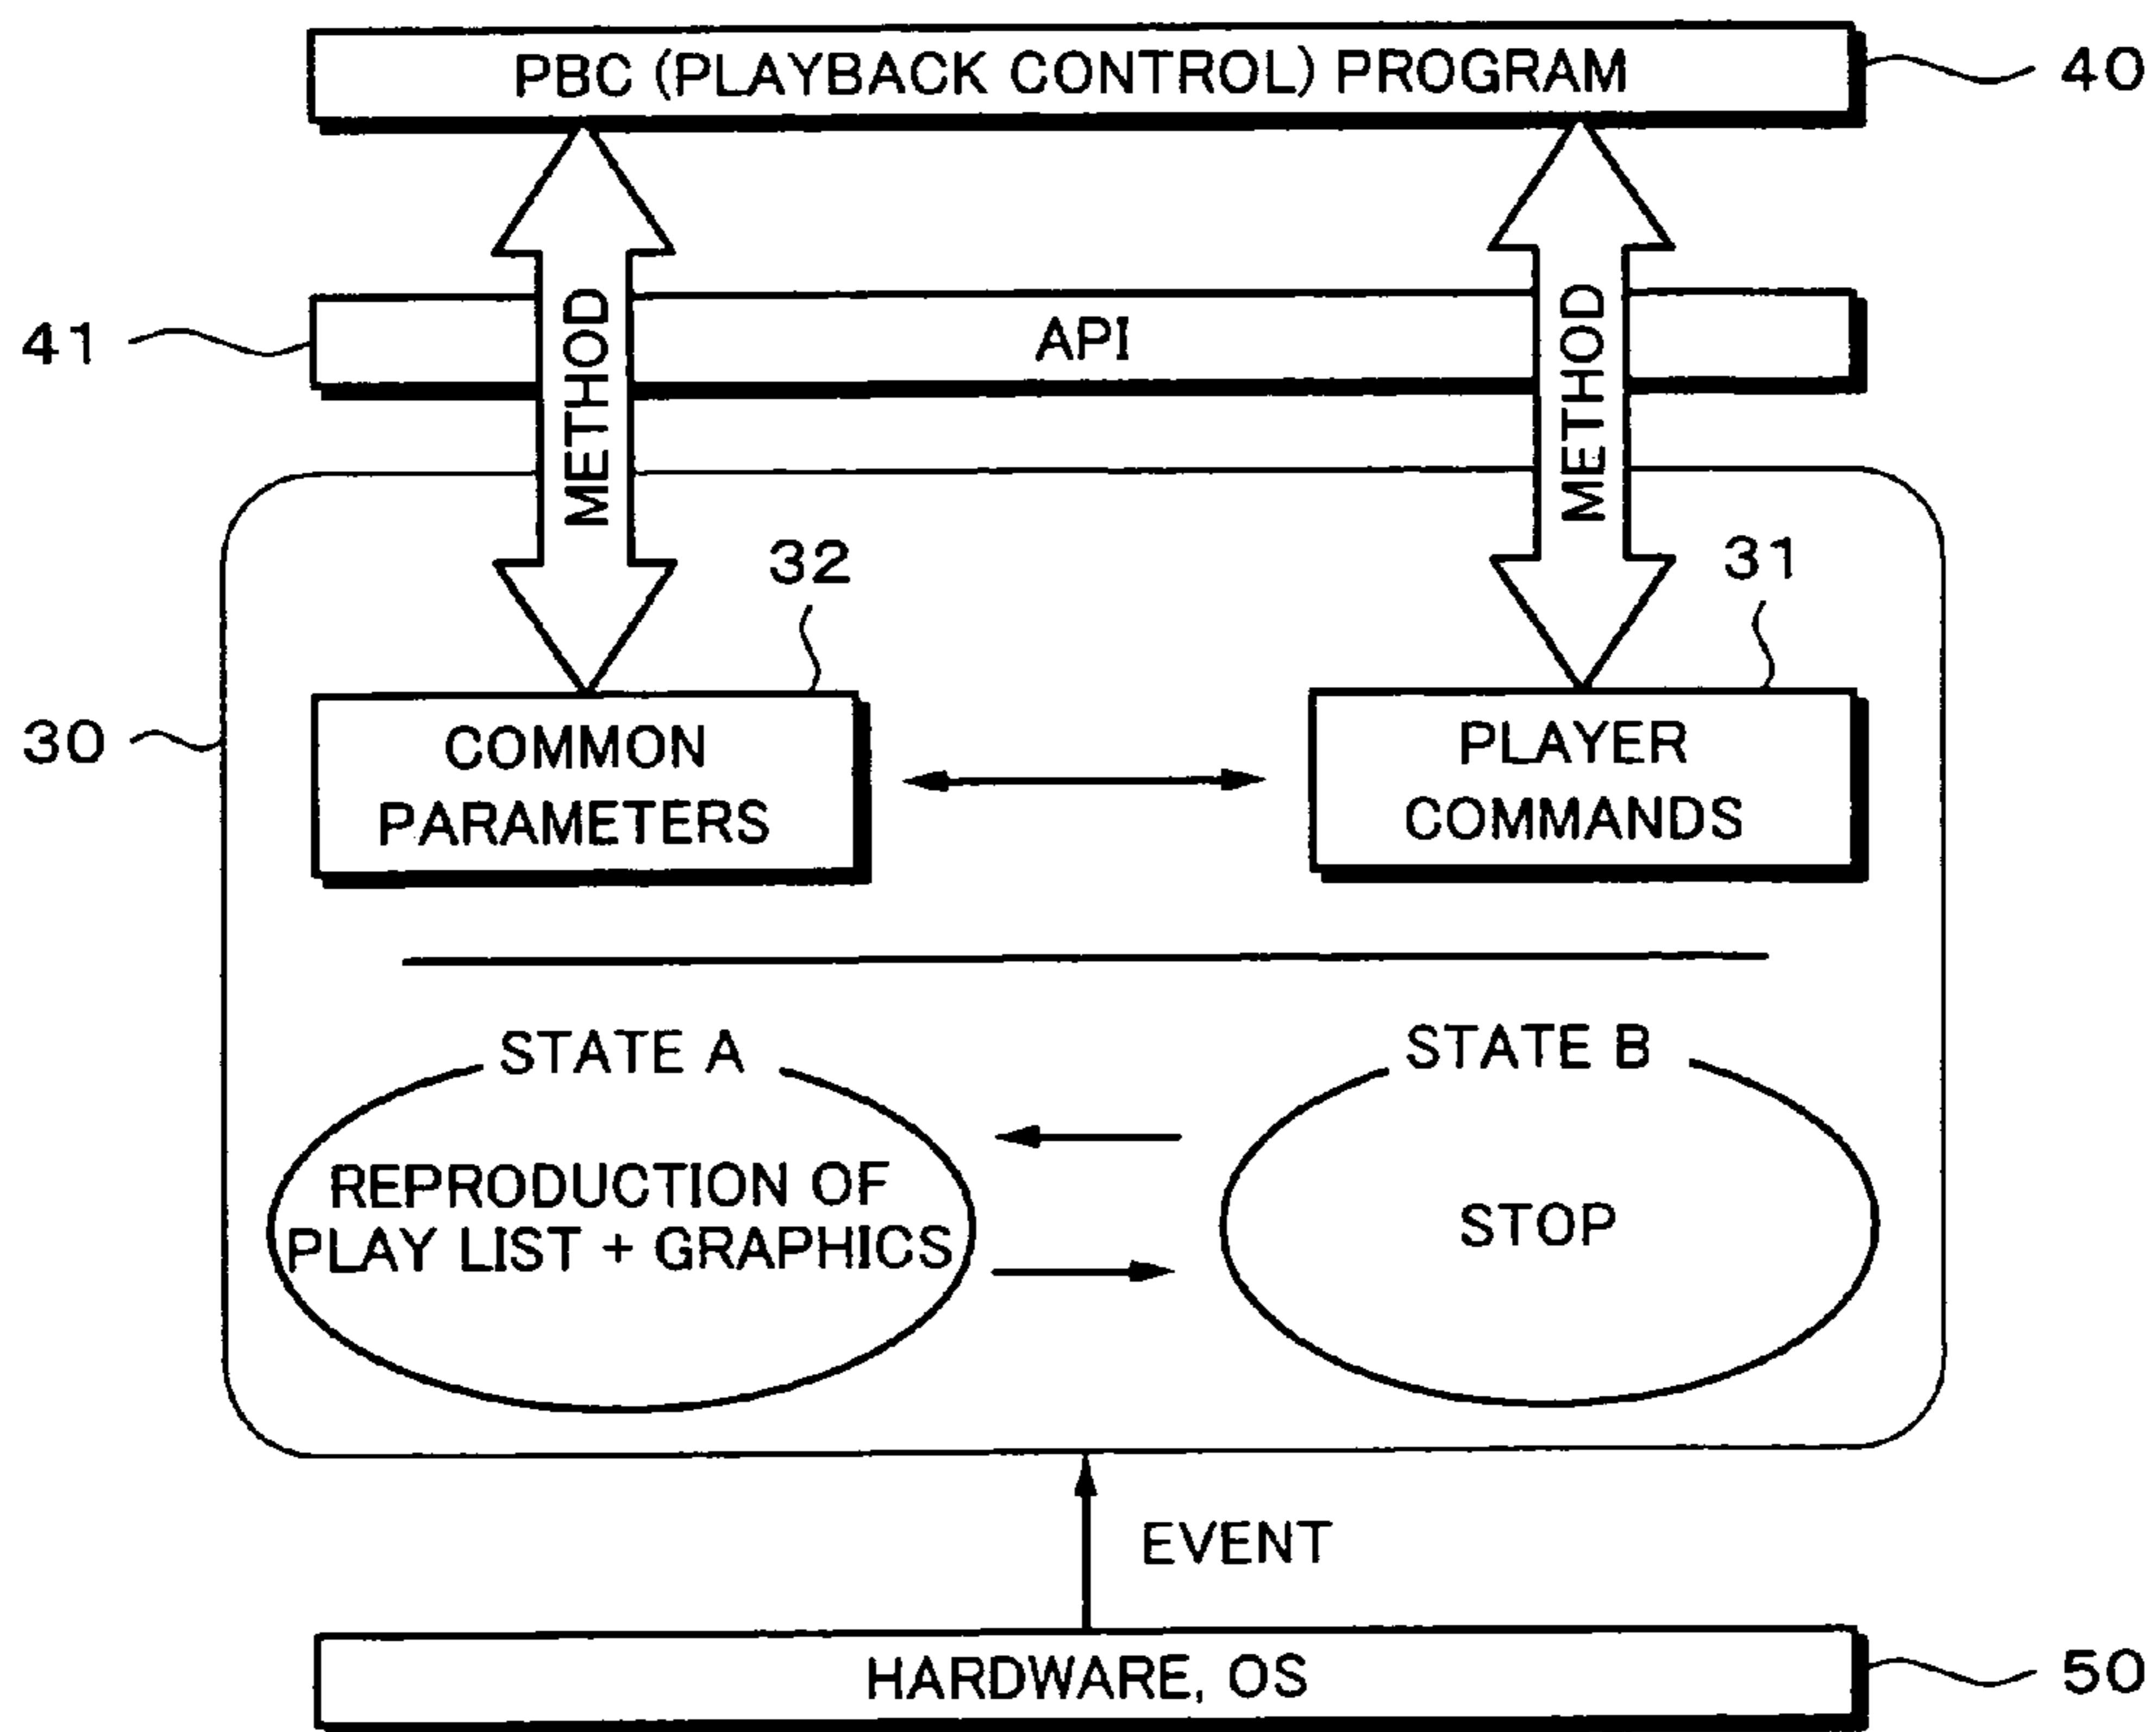 PBC (PLAYBACK CONTROL) PROGRAM
40
41
API
METHOD
METHOD
32
31
30
COMMON
PARAMETERS
PLAYER
COMMANDS
STATE A
STATE B
REPRODUCTION OF
PLAY LIST + GRAPHICS
STOP
EVENT
HARDWARE, OS
50